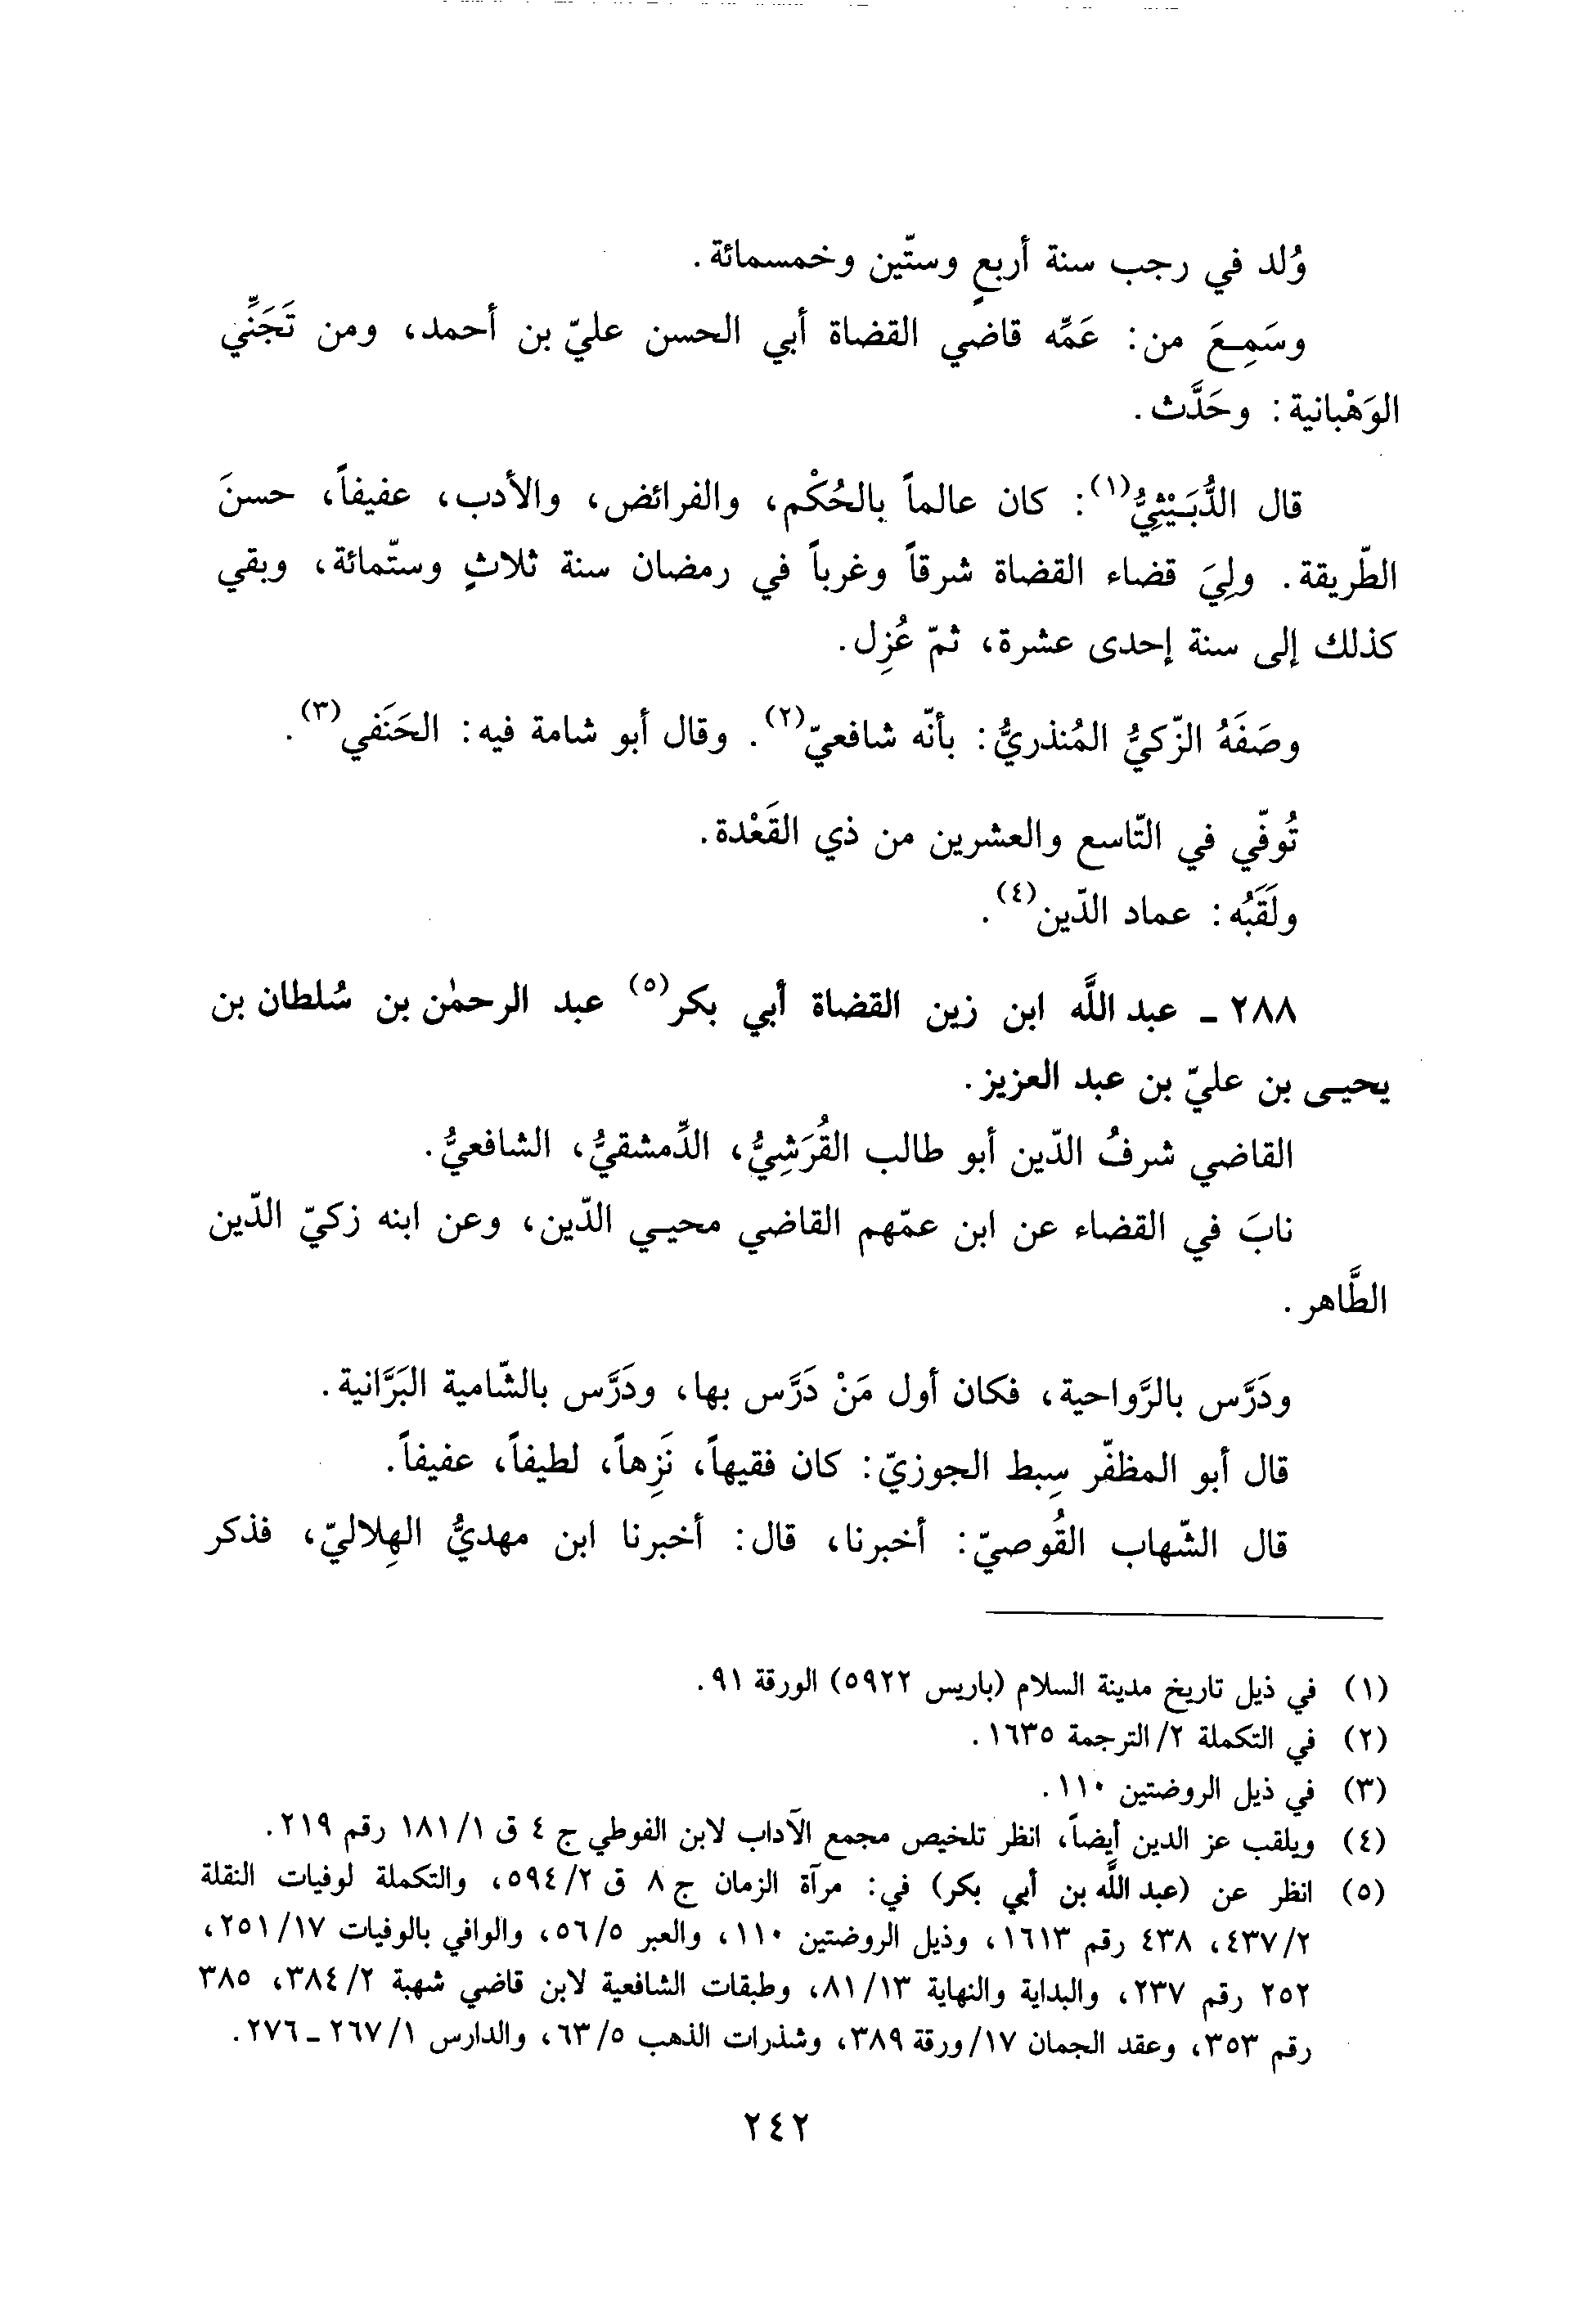 وُلد في رجب سنة أربعٍ وستّين وخمسمائة.
وسَمِعَ من: عَمِّه قاضي القضاة أبي الحسن عليّ بن أحمد، ومن تَجَنِّي
الوَهْبانية: وحَدَّث.
قال الدُّبَيْثِيُّ(١): كان عالماً بالحُكْم، والفرائض، والأدب، عفيفاً، حسنَ
الطّريقة. ولِيَ قضاء القضاة شرقاً وغرباً في رمضان سنة ثلاثٍ وستّمائة، وبقي
كذلك إلى سنة إحدى عشرة، ثمّ عُزِل.
وصَفَهُ الزّكيُّ المُنذريُّ: بأنّه شافعيّ(٢). وقال أبو شامة فيه: الحَنَفي(٣).
تُوفّي في التّاسع والعشرين من ذي القَعْدة.
ولَقَبُه: عماد الدّين(٤).
٢٨٨ - عبد اللَّه ابن زين القضاة أبي بكر(٥) عبد الرحمٰن بن سُلطان بن
يحيى بن عليّ بن عبد العزيز.
القاضي شرفُ الدّين أبو طالب القُرَشِيُّ، الدِّمشقيُّ، الشافعيُّ.
نابَ في القضاء عن ابن عمّهم القاضي محيي الدّين، وعن ابنه زكيّ الدّين
الطَّاهر.
ودَرَّس بالرَّواحية، فكان أول مَنْ دَرَّس بها، ودَرَّس بالشّامية البَرَّانية.
قال أبو المظفّر سِبط الجوزيّ: كان فقيهاً، نَزِهاً، لطيفاً، عفيفاً.
قال الشّهاب القُوصيّ: أخبرنا، قال: أخبرنا ابن مهديُّ الهِلاليّ، فذكر
(١) في ذيل تاريخ مدينة السلام (باريس ٥٩٢٢) الورقة ٩١.
(٢) في التكملة ٢/ الترجمة ١٦٣٥.
(٣) في ذيل الروضتين ١١٠.
(٤) ويلقب عز الدين أيضاً، انظر تلخيص مجمع الآداب لابن الفوطي ج ٤ ق ١/ ١٨١ رقم ٢١٩.
(٥) انظر عن (عبد اللَّه بن أبي بكر) في: مرآة الزمان ج ٨ ق ٢/ ٥٩٤، والتكملة لوفيات النقلة
٢/ ٤٣٧، ٤٣٨ رقم ١٦١٣، وذيل الروضتين ١١٠، والعبر ٥/ ٥٦، والوافي بالوفيات ١٧/ ٢٥١،
٢٥٢ رقم ٢٣٧، والبداية والنهاية ١٣/ ٨١، وطبقات الشافعية لابن قاضي شهبة ٢/ ٣٨٤، ٣٨٥
رقم ٣٥٣، وعقد الجمان ١٧/ ورقة ٣٨٩، وشذرات الذهب ٥/ ٦٣، والدارس ١/ ٢٦٧ - ٢٧٦.
٢٤٢